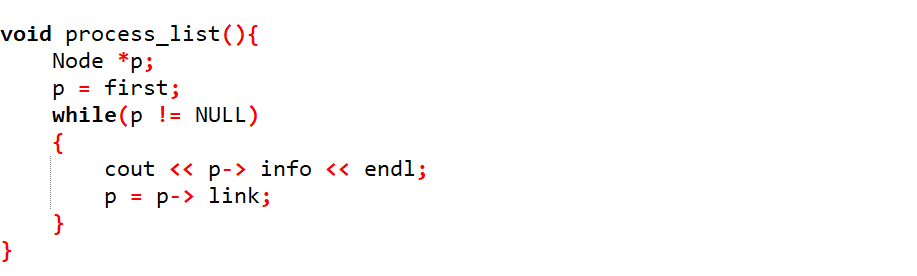 void process_list(){
    Node *p;
    p = first;
    while(p != NULL)
    {
        cout << p-> info << endl;
        p = p-> link;
    }
}